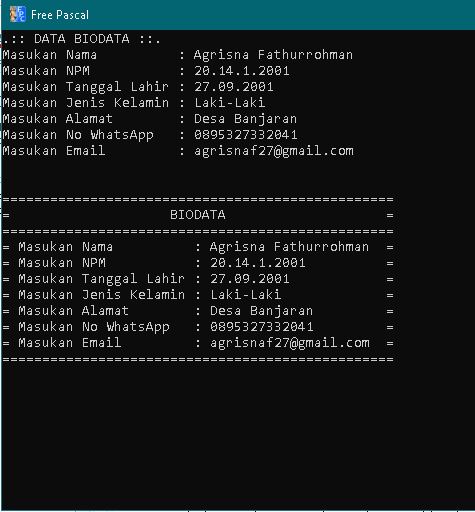 Free Pascal
.:: DATA BIODATA ::.
Masukan Nama          : Agrisna Fathurrohman
Masukan NPM           : 20.14.1.2001
Masukan Tanggal Lahir : 27.09.2001
Masukan Jenis Kelamin : Laki-Laki
Masukan Alamat        : Desa Banjaran
Masukan No WhatsApp   : 0895327332041
Masukan Email         : agrisnaf27@gmail.com
=================================================
=                    BIODATA                    =
=================================================
= Masukan Nama          : Agrisna Fathurrohman  =
= Masukan NPM           : 20.14.1.2001          =
= Masukan Tanggal Lahir : 27.09.2001            =
= Masukan Jenis Kelamin : Laki-Laki             =
= Masukan Alamat        : Desa Banjaran         =
= Masukan No WhatsApp   : 0895327332041         =
= Masukan Email         : agrisnaf27@gmail.com  =
=================================================